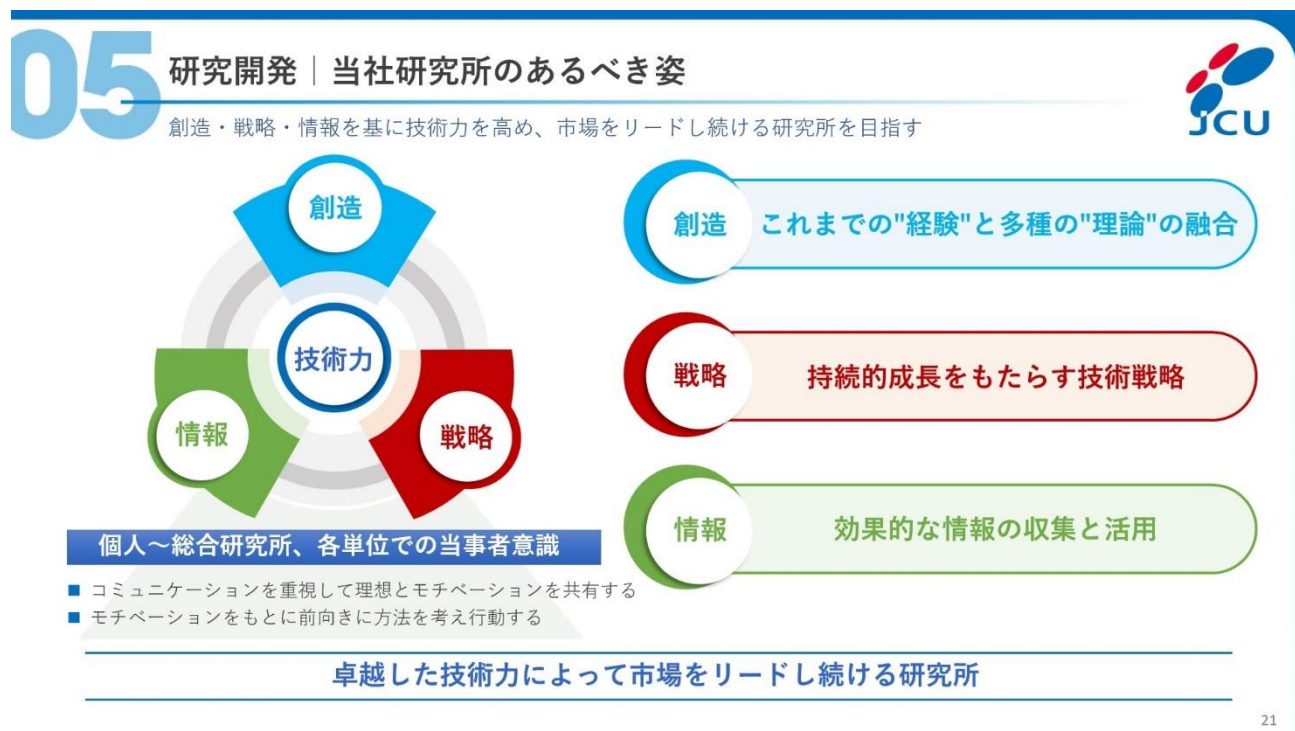 05
研究開発｜当社研究所のあるべき姿
JCU
創造・戦略・情報を基に技術力を高め、市場をリードし続ける研究所を目指す
創造
技術力
情報
戦略
創造 これまでの"経験"と多種の"理論"の融合
戦略 持続的成長をもたらす技術戦略
情報 効果的な情報の収集と活用
個人～総合研究所、各単位での当事者意識
■ コミュニケーションを重視して理想とモチベーションを共有する
■ モチベーションをもとに前向きに方法を考え行動する
卓越した技術力によって市場をリードし続ける研究所
21